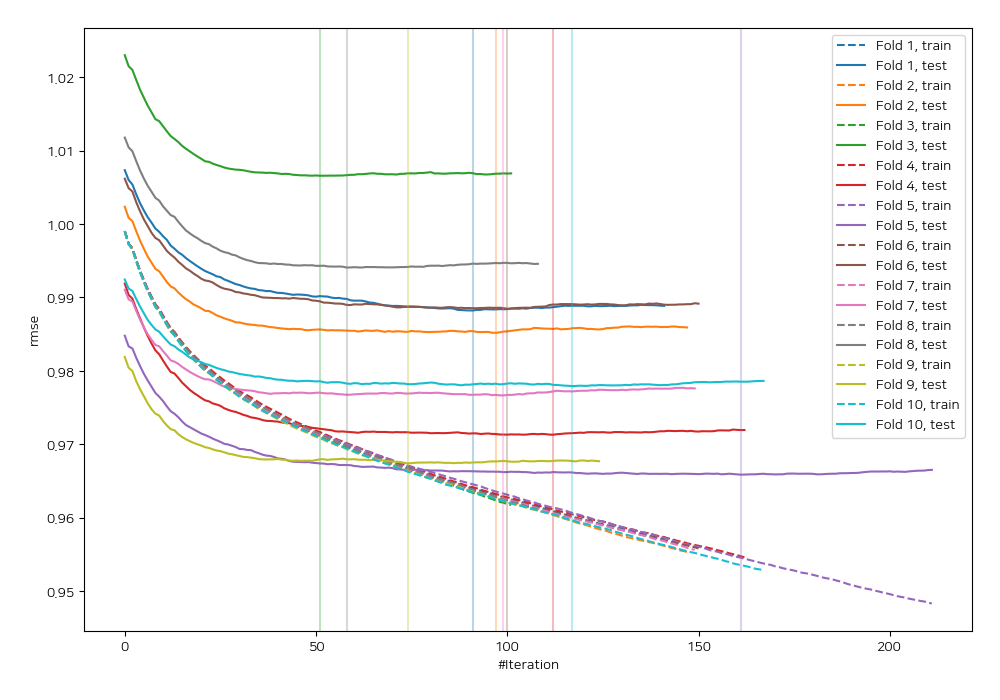 1,02
1,01
1,00
0,99
0,98
0,97
0,96
0,95
rmse
0
50
100
150
200
#Iteration
Fold 1, train
Fold 1, test
Fold 2, train
Fold 2, test
Fold 3, train
Fold 3, test
Fold 4, train
Fold 4, test
Fold 5, train
Fold 5, test
Fold 6, train
Fold 6, test
Fold 7, train
Fold 7, test
Fold 8, train
Fold 8, test
Fold 9, train
Fold 9, test
Fold 10, train
Fold 10, test